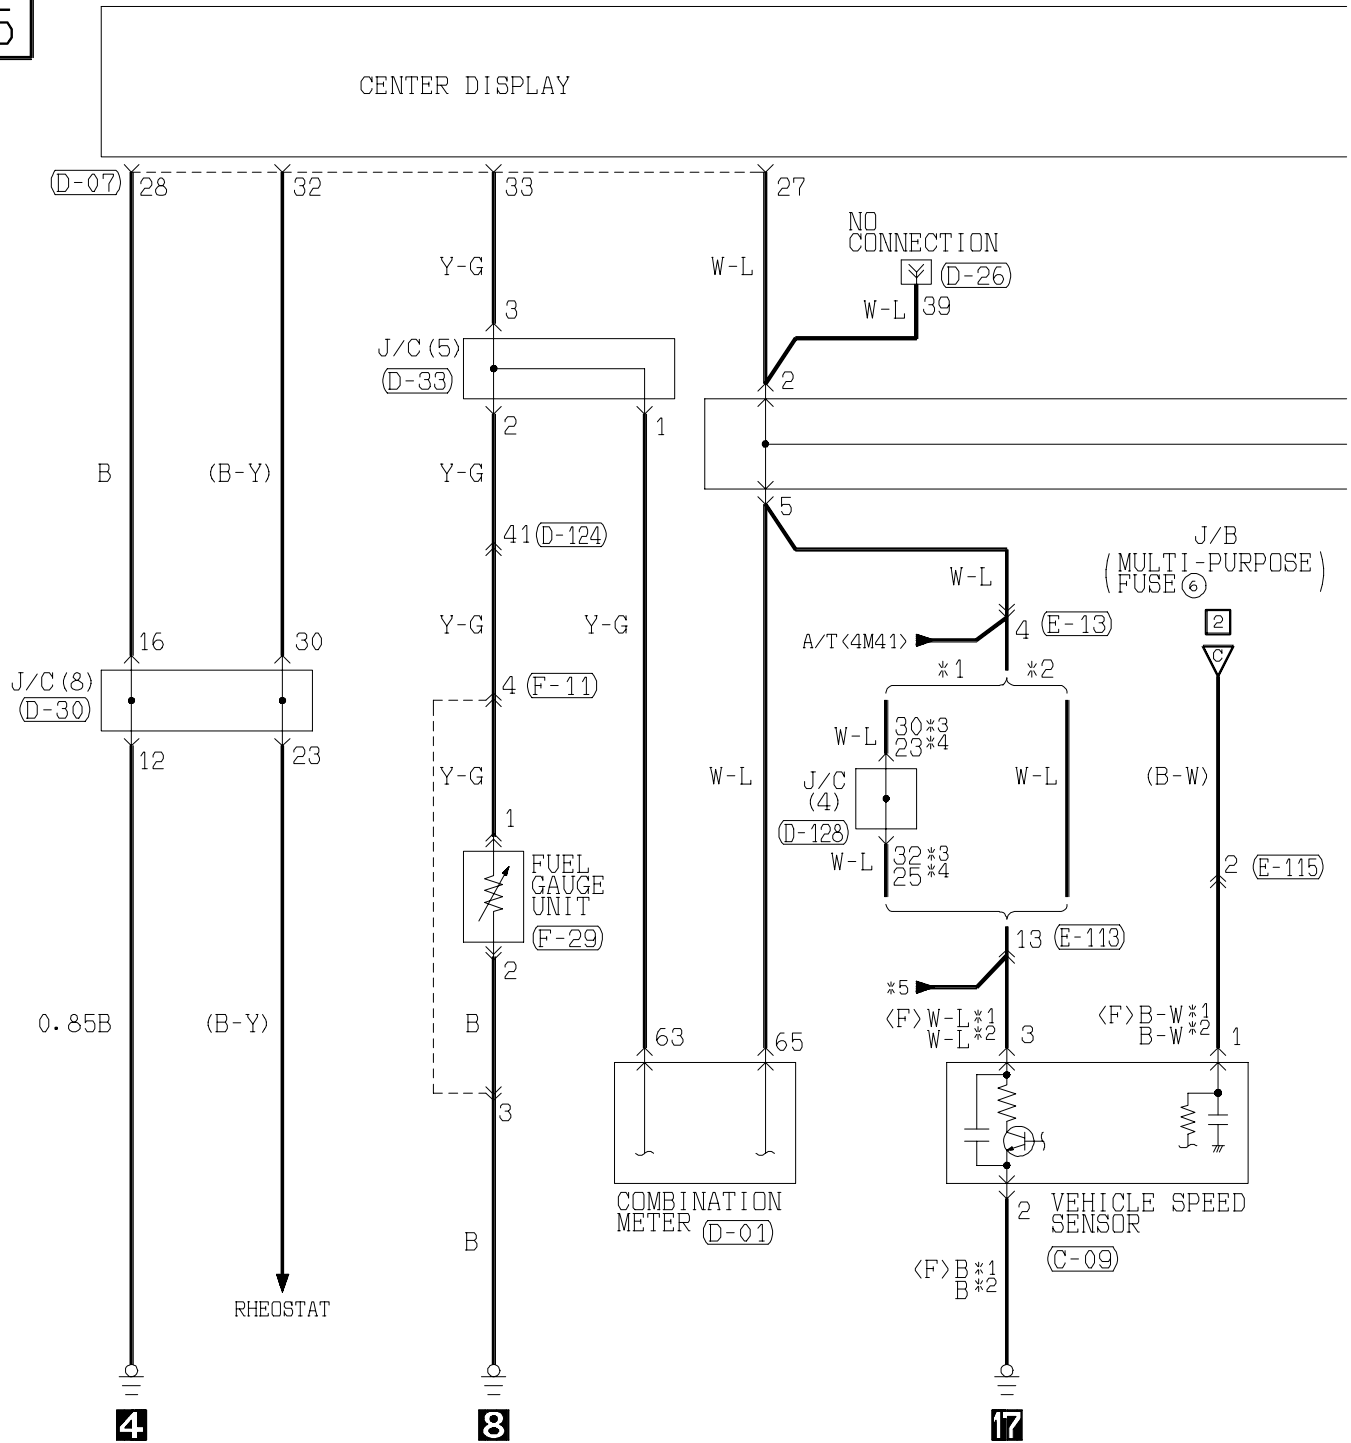 5
CENTER DISPLAY
(D-07) 28 32 33 27
NO
CONNECTION
(D-26)
Y-G W-L
W-L 39
3
J/C(5)
(D-33)
2
2 1
B (B-Y) Y-G
5
41 (D-124)
J/B
(MULTI-PURPOSE
FUSE 6)
W-L
2
Y-G Y-G
A/T<4M41> 4 (E-13)
16 30
C
*1 *2
J/C(8)
(D-30)
4 (F-11)
30*3
W-L 23*4
12 23
Y-G W-L
J/C
(4)
W-L (B-W)
1
(D-128)
W-L 32*3
25*4
FUEL
GAUGE
UNIT
(F-29)
2 (E-115)
13 (E-113)
2
*5
0.85B (B-Y) B
<F>W-L*1
W-L*2
3
<F>B-W*1
B-W*2
1
63 65
3
COMBINATION
METER (D-01)
2
VEHICLE SPEED
SENSOR
(C-09)
B
<F>B*1
B*2
RHEOSTAT
4 8 17